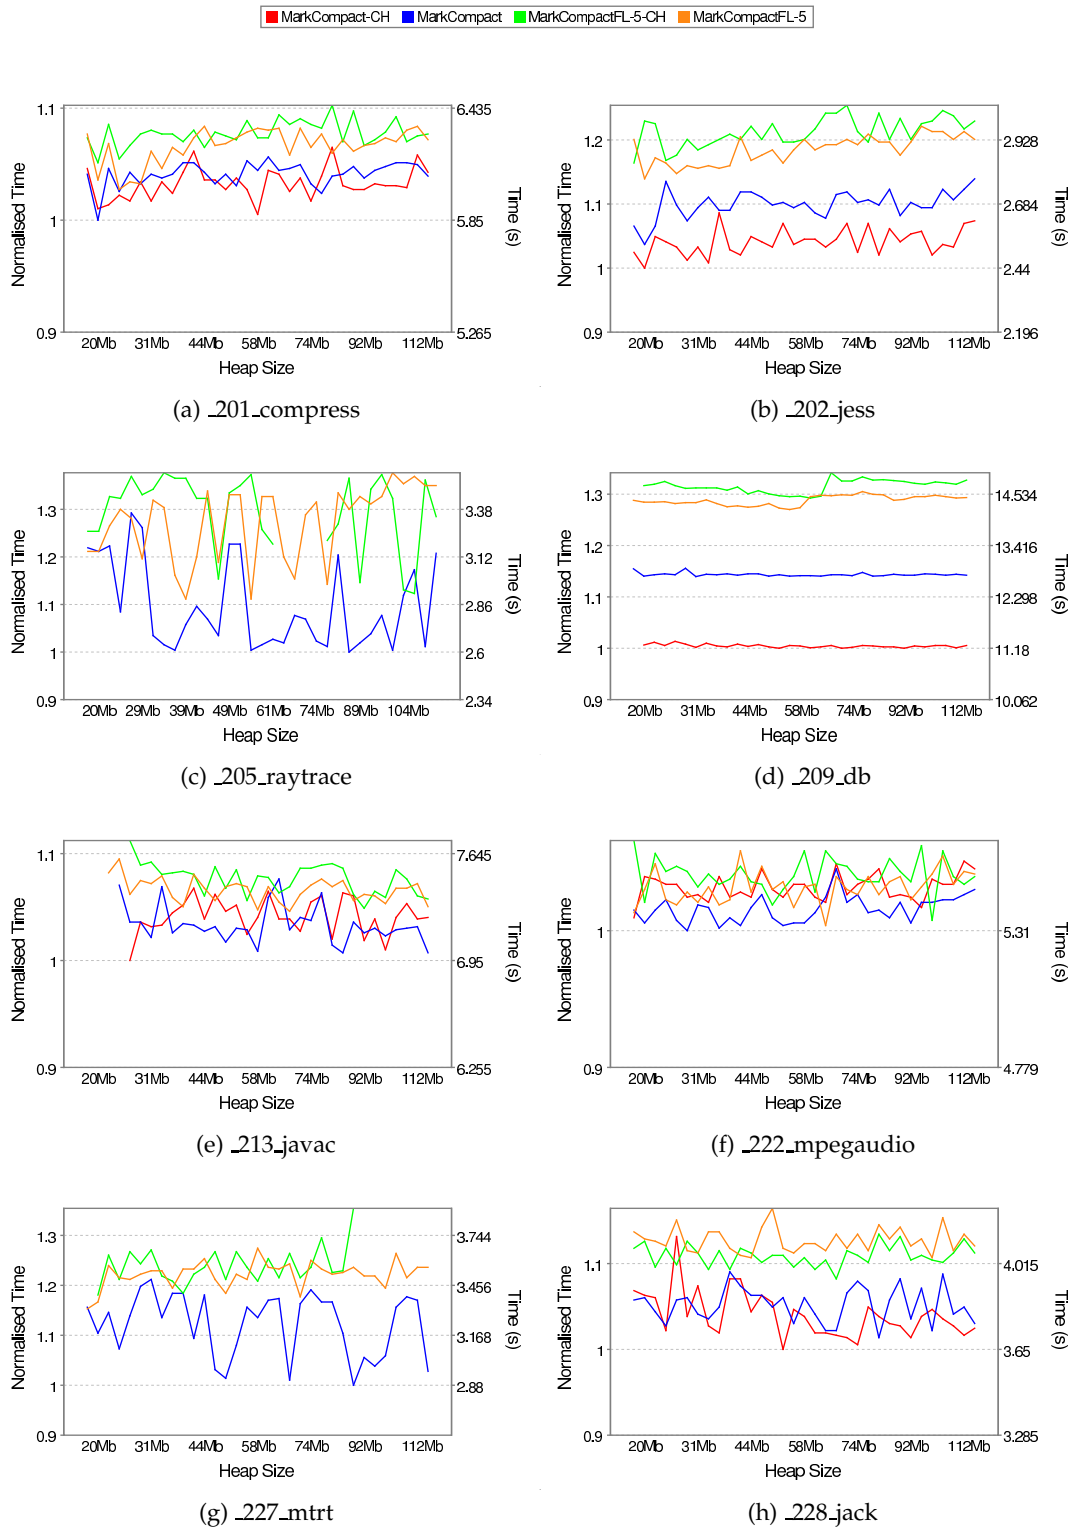 MarkCompact-CH MarkCompact MarkCompactFL-5-CH MarkCompactFL-5
1.1
1
0.9
Normalised Time
6.435
5.85
5.265
Time (s)
20Mb 31Mb 44Mb 58Mb 74Mb 92Mb 112Mb
Heap Size
(a) _201_compress
1.2
1.1
1
0.9
Normalised Time
2.928
2.684
2.44
2.196
Time (s)
20Mb 31Mb 44Mb 58Mb 74Mb 92Mb 112Mb
Heap Size
(b) _202_jess
1.3
1.2
1.1
1
0.9
Normalised Time
3.38
3.12
2.86
2.6
2.34
Time (s)
20Mb 29Mb 39Mb 49Mb 61Mb 74Mb 89Mb 104Mb
Heap Size
(c) _205_raytrace
1.3
1.2
1.1
1
0.9
Normalised Time
14.534
13.416
12.298
11.18
10.062
Time (s)
20Mb 31Mb 44Mb 58Mb 74Mb 92Mb 112Mb
Heap Size
(d) _209_db
1.1
1
0.9
Normalised Time
7.645
6.95
6.255
Time (s)
20Mb 31Mb 44Mb 58Mb 74Mb 92Mb 112Mb
Heap Size
(e) _213_javac
1
0.9
Normalised Time
5.31
4.779
Time (s)
20Mb 31Mb 44Mb 58Mb 74Mb 92Mb 112Mb
Heap Size
(f) _222_mpegaudio
1.3
1.2
1.1
1
0.9
Normalised Time
3.744
3.456
3.168
2.88
Time (s)
20Mb 31Mb 44Mb 58Mb 74Mb 92Mb 112Mb
Heap Size
(g) _227_mtrt
1.1
1
0.9
Normalised Time
4.015
3.65
3.285
Time (s)
20Mb 31Mb 44Mb 58Mb 74Mb 92Mb 112Mb
Heap Size
(h) _228_jack